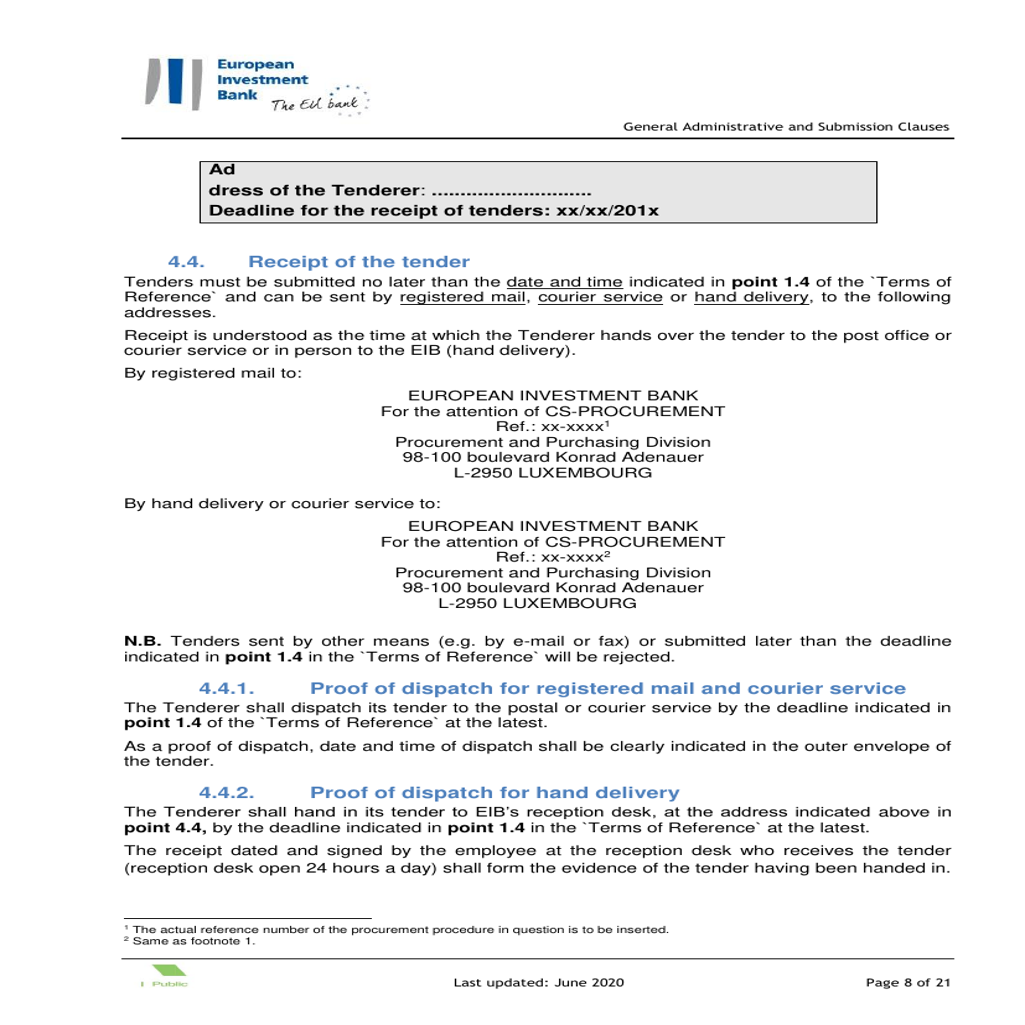 European
Investment
Bank The EU bank
General Administrative and Submission Clauses
Ad
dress of the Tenderer: ............................
Deadline for the receipt of tenders: xx/xx/201x
4.4. Receipt of the tender
Tenders must be submitted no later than the date and time indicated in point 1.4 of the `Terms of
Reference` and can be sent by registered mail, courier service or hand delivery, to the following
addresses.
Receipt is understood as the time at which the Tenderer hands over the tender to the post office or
courier service or in person to the EIB (hand delivery).
By registered mail to:
EUROPEAN INVESTMENT BANK
For the attention of CS-PROCUREMENT
Ref.: xx-xxxx¹
Procurement and Purchasing Division
98-100 boulevard Konrad Adenauer
L-2950 LUXEMBOURG
By hand delivery or courier service to:
EUROPEAN INVESTMENT BANK
For the attention of CS-PROCUREMENT
Ref.: xx-xxxx²
Procurement and Purchasing Division
98-100 boulevard Konrad Adenauer
L-2950 LUXEMBOURG
N.B. Tenders sent by other means (e.g. by e-mail or fax) or submitted later than the deadline
indicated in point 1.4 in the `Terms of Reference` will be rejected.
4.4.1. Proof of dispatch for registered mail and courier service
The Tenderer shall dispatch its tender to the postal or courier service by the deadline indicated in
point 1.4 of the `Terms of Reference` at the latest.
As a proof of dispatch, date and time of dispatch shall be clearly indicated in the outer envelope of
the tender.
4.4.2. Proof of dispatch for hand delivery
The Tenderer shall hand in its tender to EIB's reception desk, at the address indicated above in
point 4.4, by the deadline indicated in point 1.4 in the `Terms of Reference` at the latest.
The receipt dated and signed by the employee at the reception desk who receives the tender
(reception desk open 24 hours a day) shall form the evidence of the tender having been handed in.
¹ The actual reference number of the procurement procedure in question is to be inserted.
² Same as footnote 1.
Public
Last updated: June 2020
Page 8 of 21